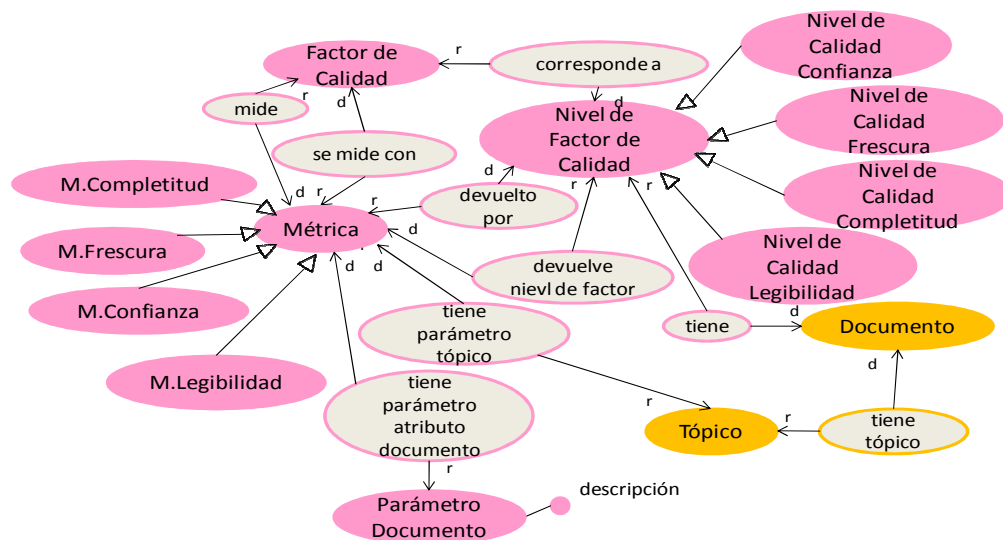 Factor de
Calidad
r
corresponde a
d
Nivel de
Calidad
Confianza
mide
r
d
d
se mide con
r
Nivel de
Factor de
Calidad
Nivel de
Calidad
Frescura
Nivel de
Calidad
Completitud
Nivel de
Calidad
Legibilidad
M.Completitud
M.Frescura
M.Confianza
M.Legibilidad
Métrica
r
devuelto
por
d
d
devuelve
nievl de factor
r
r
tiene
d
Documento
d
tiene
parámetro
tópico
r
d
Tópico
r
tiene
tópico
d
tiene
parámetro
atributo
documento
r
Parámetro
Documento
descripción